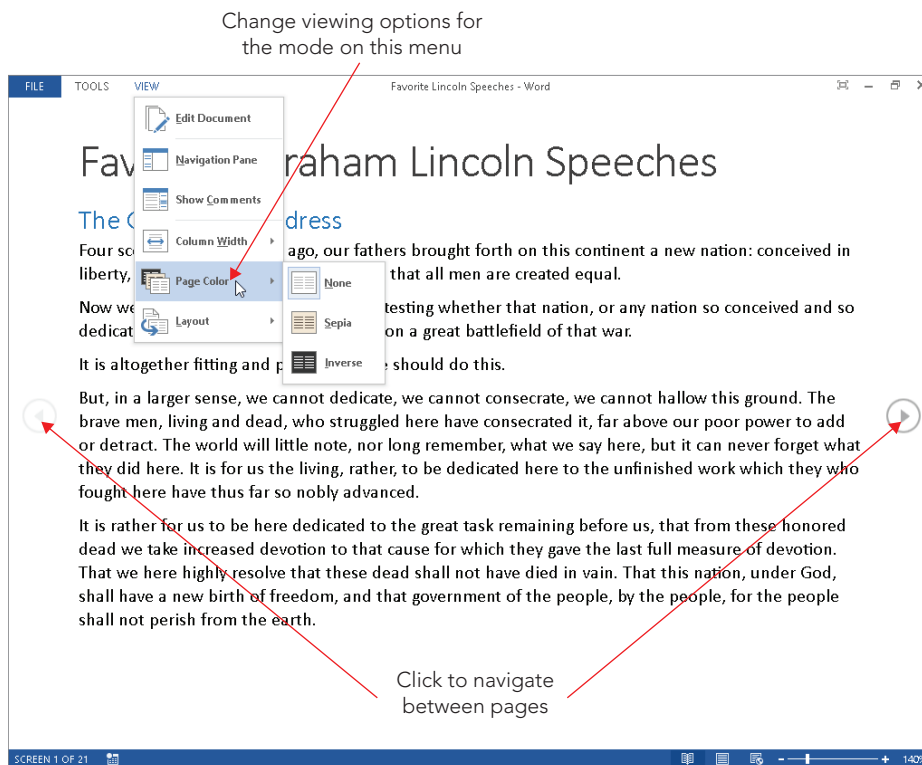 Change viewing options for
the mode on this menu
FILE TOOLS VIEW Favorite Lincoln Speeches - Word
Edit Document
Navigation Pane
Show Comments
Column Width
Page Color
Layout
None
Sepia
Inverse
Fav raham Lincoln Speeches
The G dress
Four sc ago, our fathers brought forth on this continent a new nation: conceived in
liberty, that all men are created equal.
Now we testing whether that nation, or any nation so conceived and so
dedicat on a great battlefield of that war.
It is altogether fitting and p e should do this.
But, in a larger sense, we cannot dedicate, we cannot consecrate, we cannot hallow this ground. The
brave men, living and dead, who struggled here have consecrated it, far above our poor power to add
or detract. The world will little note, nor long remember, what we say here, but it can never forget what
they did here. It is for us the living, rather, to be dedicated here to the unfinished work which they who
fought here have thus far so nobly advanced.
It is rather for us to be here dedicated to the great task remaining before us, that from these honored
dead we take increased devotion to that cause for which they gave the last full measure of devotion.
That we here highly resolve that these dead shall not have died in vain. That this nation, under God,
shall have a new birth of freedom, and that government of the people, by the people, for the people
shall not perish from the earth.
Click to navigate
between pages
SCREEN 1 OF 21 140